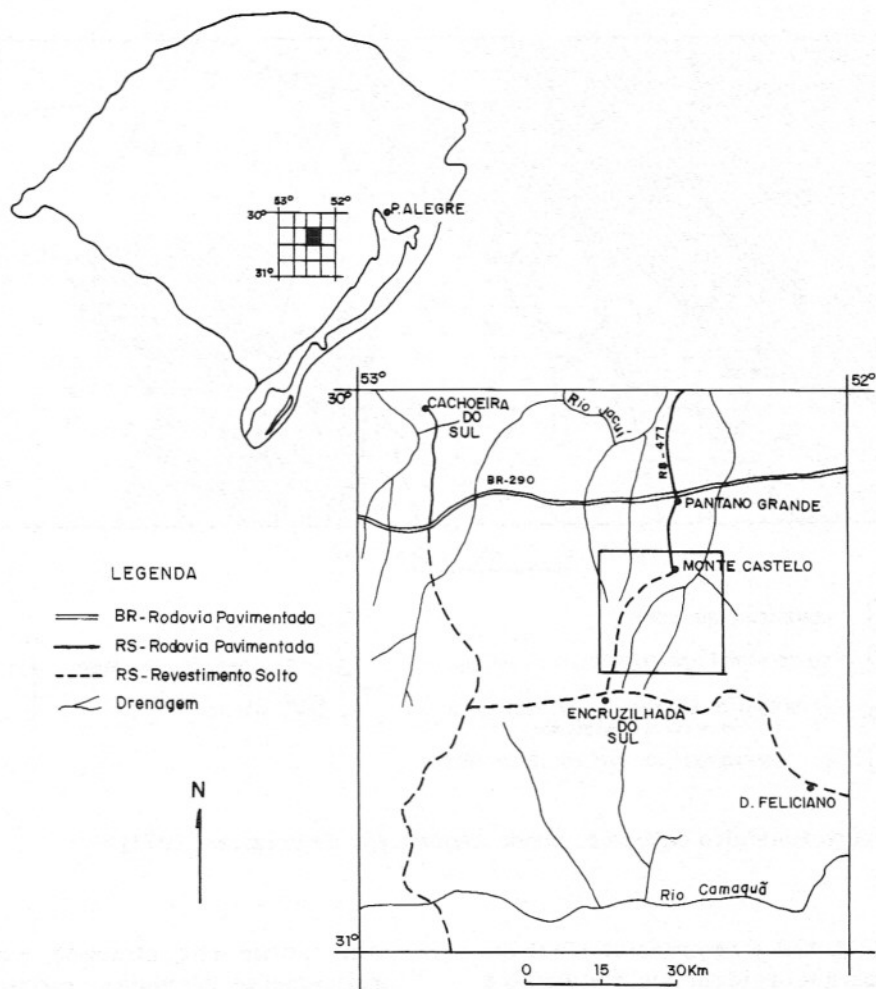 53° 52°
30°
P. ALEGRE
31°
53° 52°
30°
CACHOEIRA
DO
SUL
Rio Jacuí
RS-471
BR-290
PANTANO GRANDE
MONTE CASTELO
LEGENDA
BR-Rodovia Pavimentada
RS-Rodovia Pavimentada
RS-Revestimento Solto
Drenagem
ENCRUZILHADA
DO
SUL
N
D. FELICIANO
Rio Camaquã
31°
0 15 30 Km